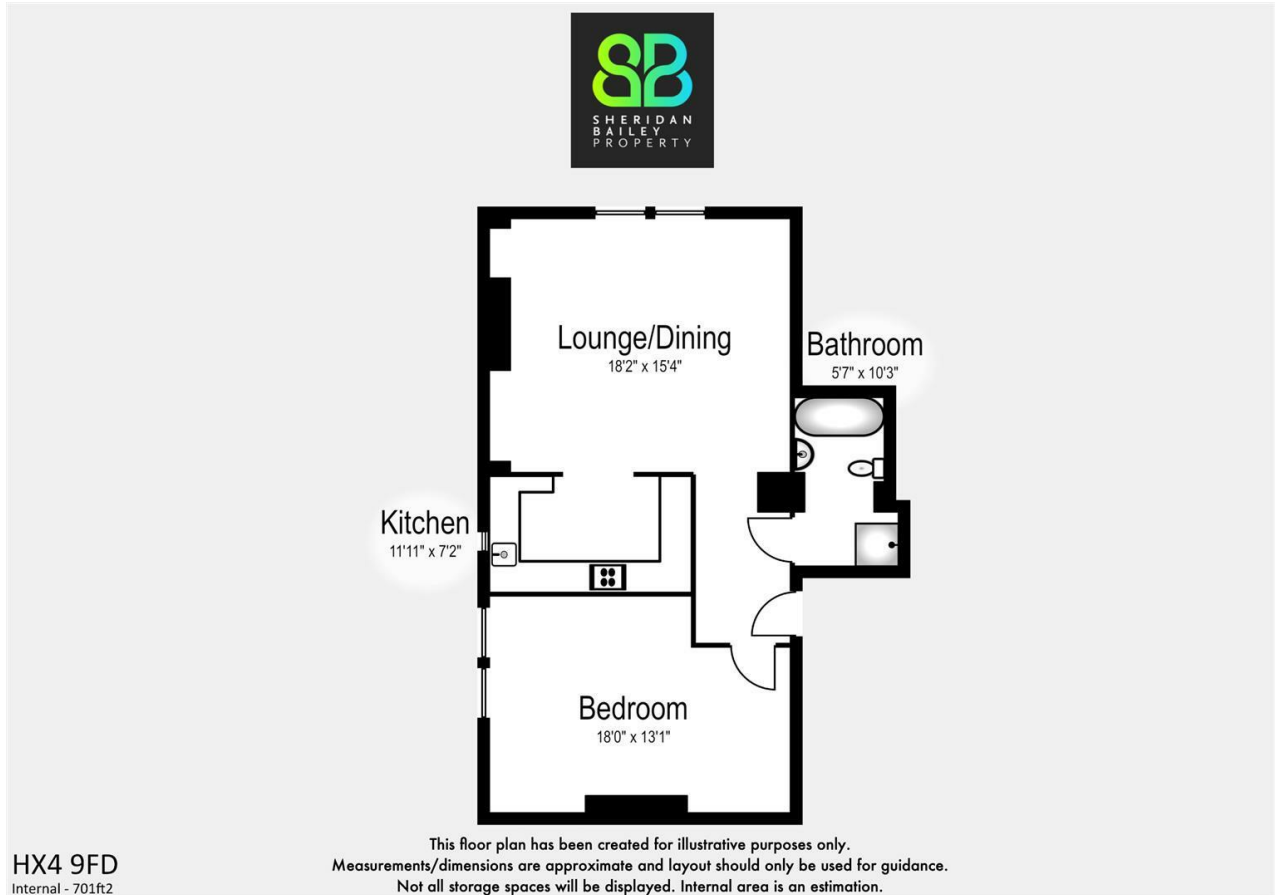 SHERIDAN
BAILEY
PROPERTY
Lounge/Dining
18'2" x 15'4"
Bathroom
5'7" x 10'3"
Kitchen
11'11" x 7'2"
Bedroom
18'0" x 13'1"
This floor plan has been created for illustrative purposes only.
Measurements/dimensions are approximate and layout should only be used for guidance.
Not all storage spaces will be displayed. Internal area is an estimation.
HX4 9FD
Internal - 701ft2